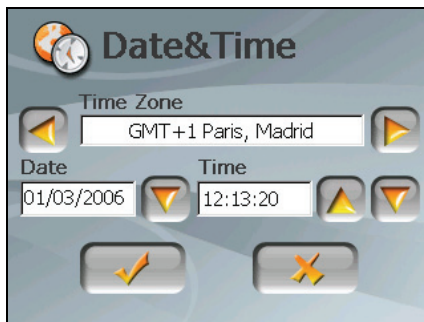 Date&Time
Time Zone
GMT+1 Paris, Madrid
Date Time
01/03/2006 12:13:20